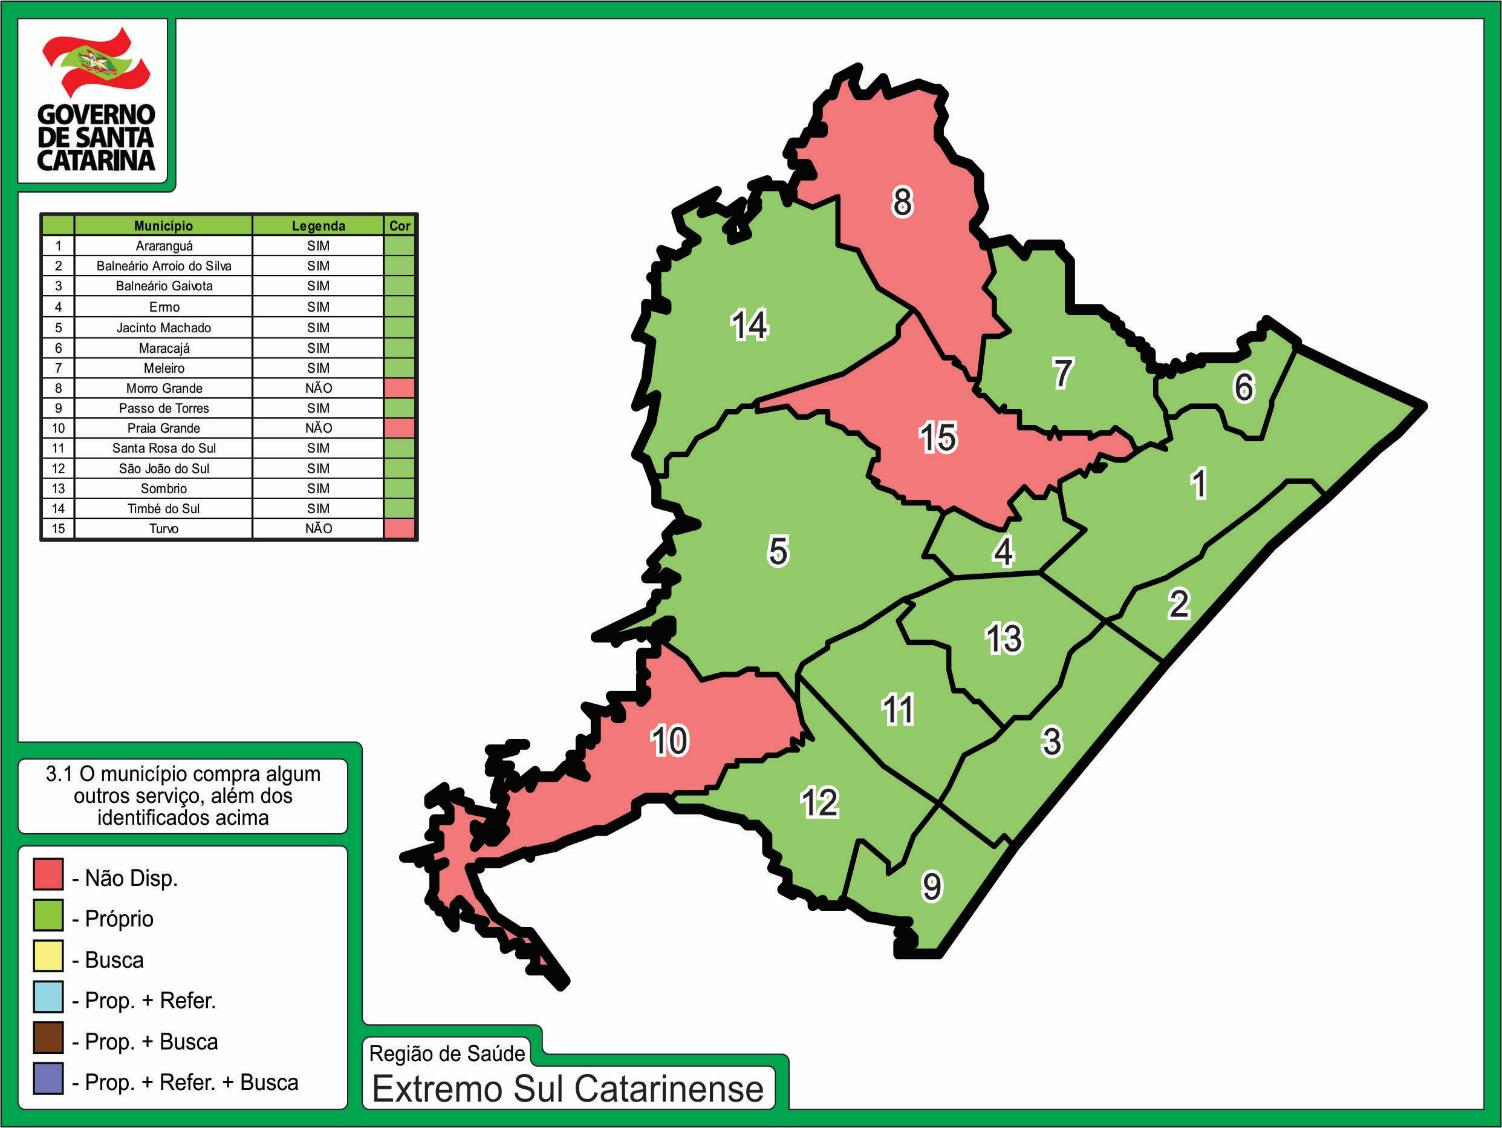 GOVERNO
DE SANTA
CATARINA
Município Legenda Cor
1 Araranguá SIM
2 Balneário Arroio do Silva SIM
3 Balneário Gaivota SIM
4 Ermo SIM
5 Jacinto Machado SIM
6 Maracajá SIM
7 Meleiro SIM
8 Morro Grande NÃO
9 Passo de Torres SIM
10 Praia Grande NÃO
11 Santa Rosa do Sul SIM
12 São João do Sul SIM
13 Sombrio SIM
14 Timbé do Sul SIM
15 Turvo NÃO
8
14
7
6
15
1
5
4
2
13
11
10
3
12
9
3.1 O município compra algum
outros serviço, além dos
identificados acima
- Não Disp.
- Próprio
- Busca
- Prop. + Refer.
- Prop. + Busca
- Prop. + Refer. + Busca
Região de Saúde
Extremo Sul Catarinense